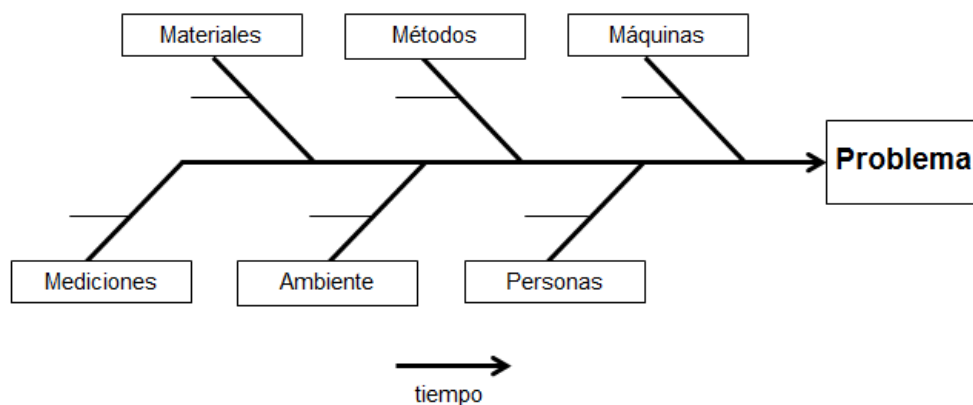 Materiales
Métodos
Máquinas
Problema
Mediciones
Ambiente
Personas
tiempo